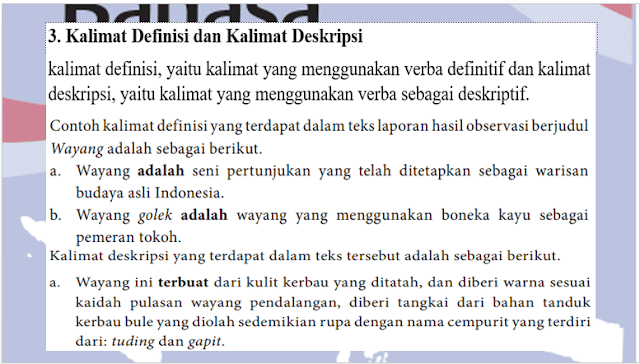 Bahasa
3. Kalimat Definisi dan Kalimat Deskripsi
kalimat definisi, yaitu kalimat yang menggunakan verba definitif dan kalimat
deskripsi, yaitu kalimat yang menggunakan verba sebagai deskriptif.
Contoh kalimat definisi yang terdapat dalam teks laporan hasil observasi berjudul
Wayang adalah sebagai berikut.
a. Wayang adalah seni pertunjukan yang telah ditetapkan sebagai warisan
budaya asli Indonesia.
b. Wayang golek adalah wayang yang menggunakan boneka kayu sebagai
pemeran tokoh.
Kalimat deskripsi yang terdapat dalam teks tersebut adalah sebagai berikut.
a. Wayang ini terbuat dari kulit kerbau yang ditatah, dan diberi warna sesuai
kaidah pulasan wayang pendalangan, diberi tangkai dari bahan tanduk
kerbau bule yang diolah sedemikian rupa dengan nama cempurit yang terdiri
dari: tuding dan gapit.